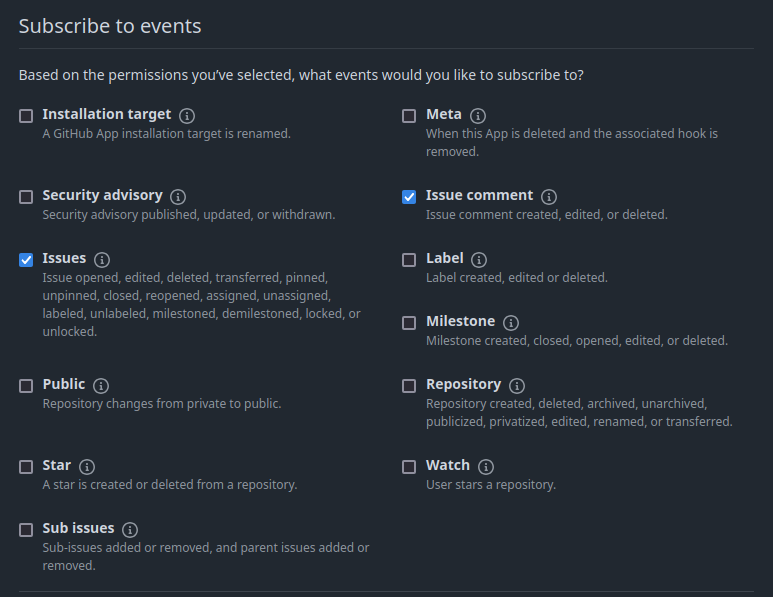 Subscribe to events
Based on the permissions you've selected, what events would you like to subscribe to?
Installation target
A GitHub App installation target is renamed.
Meta
When this App is deleted and the associated hook is
removed.
Security advisory
Security advisory published, updated, or withdrawn.
Issue comment
Issue comment created, edited, or deleted.
Issues
Issue opened, edited, deleted, transferred, pinned,
unpinned, closed, reopened, assigned, unassigned,
labeled, unlabeled, milestoned, demilestoned, locked, or
unlocked.
Label
Label created, edited or deleted.
Milestone
Milestone created, closed, opened, edited, or deleted.
Public
Repository changes from private to public.
Repository
Repository created, deleted, archived, unarchived,
publicized, privatized, edited, renamed, or transferred.
Star
A star is created or deleted from a repository.
Watch
User stars a repository.
Sub issues
Sub-issues added or removed, and parent issues added or
removed.